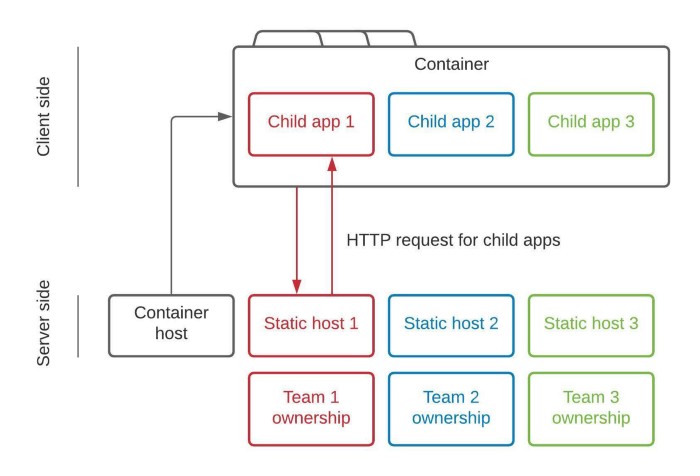 Client side
Container
Child app 1
Child app 2
Child app 3
HTTP request for child apps
Server side
Container
host
Static host 1
Static host 2
Static host 3
Team 1
ownership
Team 2
ownership
Team 3
ownership